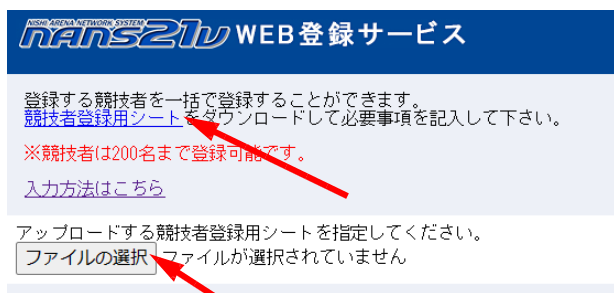 NISHI ARENA NETWORK SYSTEM
NANS21V WEB登録サービス
登録する競技者を一括で登録することができます。
競技者登録用シートをダウンロードして必要事項を記入して下さい。
※競技者は200名まで登録可能です。
入力方法はこちら
アップロードする競技者登録用シートを指定してください。
ファイルの選択 ファイルが選択されていません